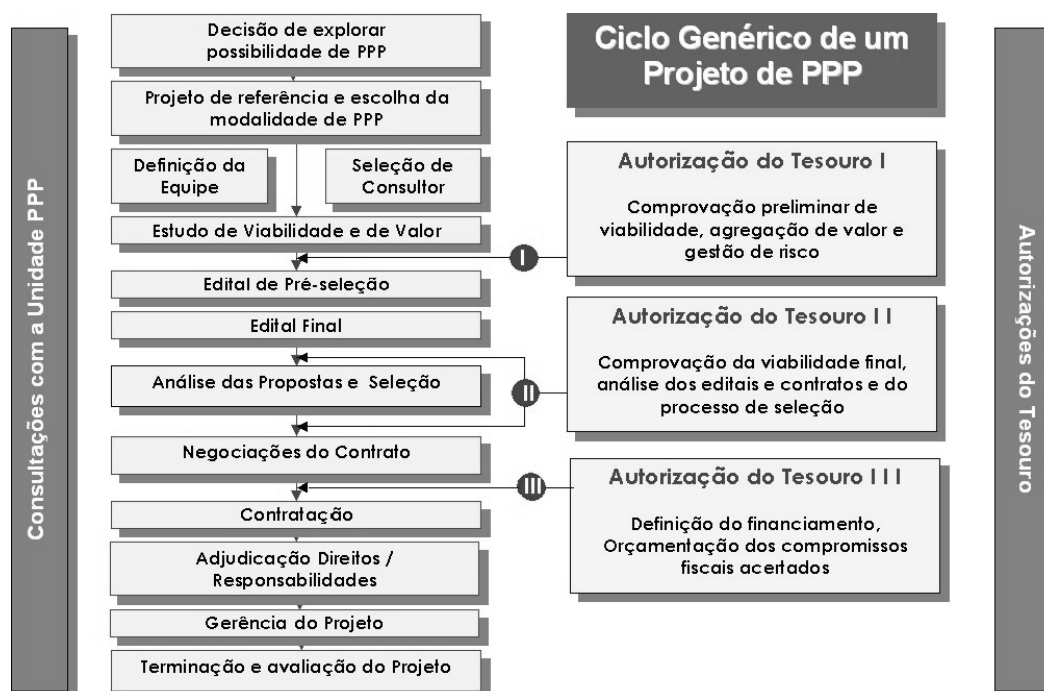 Consultações com a Unidade PPP
Decisão de explorar
possibilidade de PPP
Projeto de referência e escolha da
modalidade de PPP
Definição da
Equipe
Seleção de
Consultor
Estudo de Viabilidade e de Valor
Edital de Pré-seleção
Edital Final
Análise das Propostas e Seleção
Negociações do Contrato
Contratação
Adjudicação Direitos /
Responsabilidades
Gerência do Projeto
Terminação e avaliação do Projeto
Ciclo Genérico de um
Projeto de PPP
I
Autorização do Tesouro I
Comprovação preliminar de
viabilidade, agregação de valor e
gestão de risco
II
Autorização do Tesouro I I
Comprovação da viabilidade final,
análise dos editais e contratos e do
processo de seleção
III
Autorização do Tesouro I I I
Definição do financiamento,
Orçamentação dos compromissos
fiscais acertados
Autorizações do Tesouro